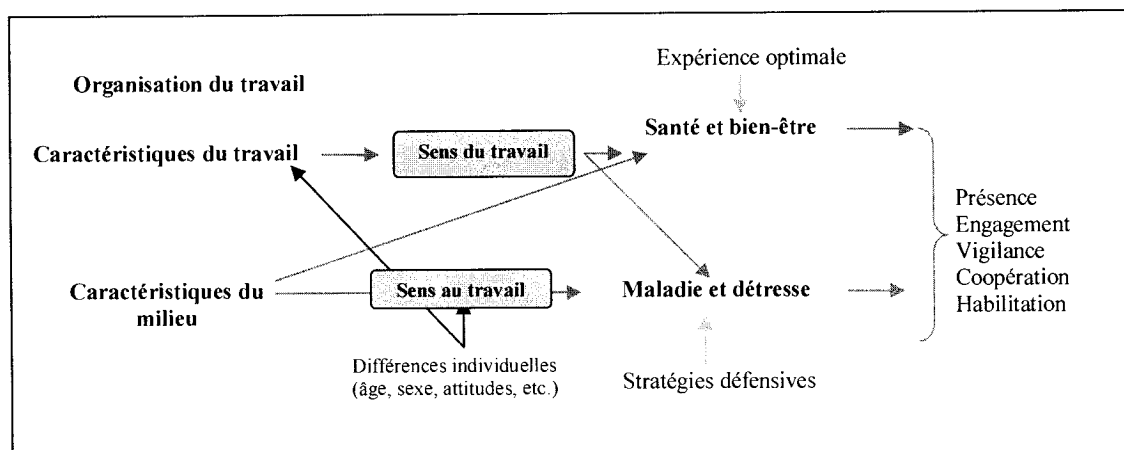 Expérience optimale
Organisation du travail
Santé et bien-être
Caractéristiques du travail
Sens du travail
Présence
Engagement
Vigilance
Coopération
Habilitation
Caractéristiques du
milieu
Sens au travail
Maladie et détresse
Différences individuelles
(âge, sexe, attitudes, etc.)
Stratégies défensives